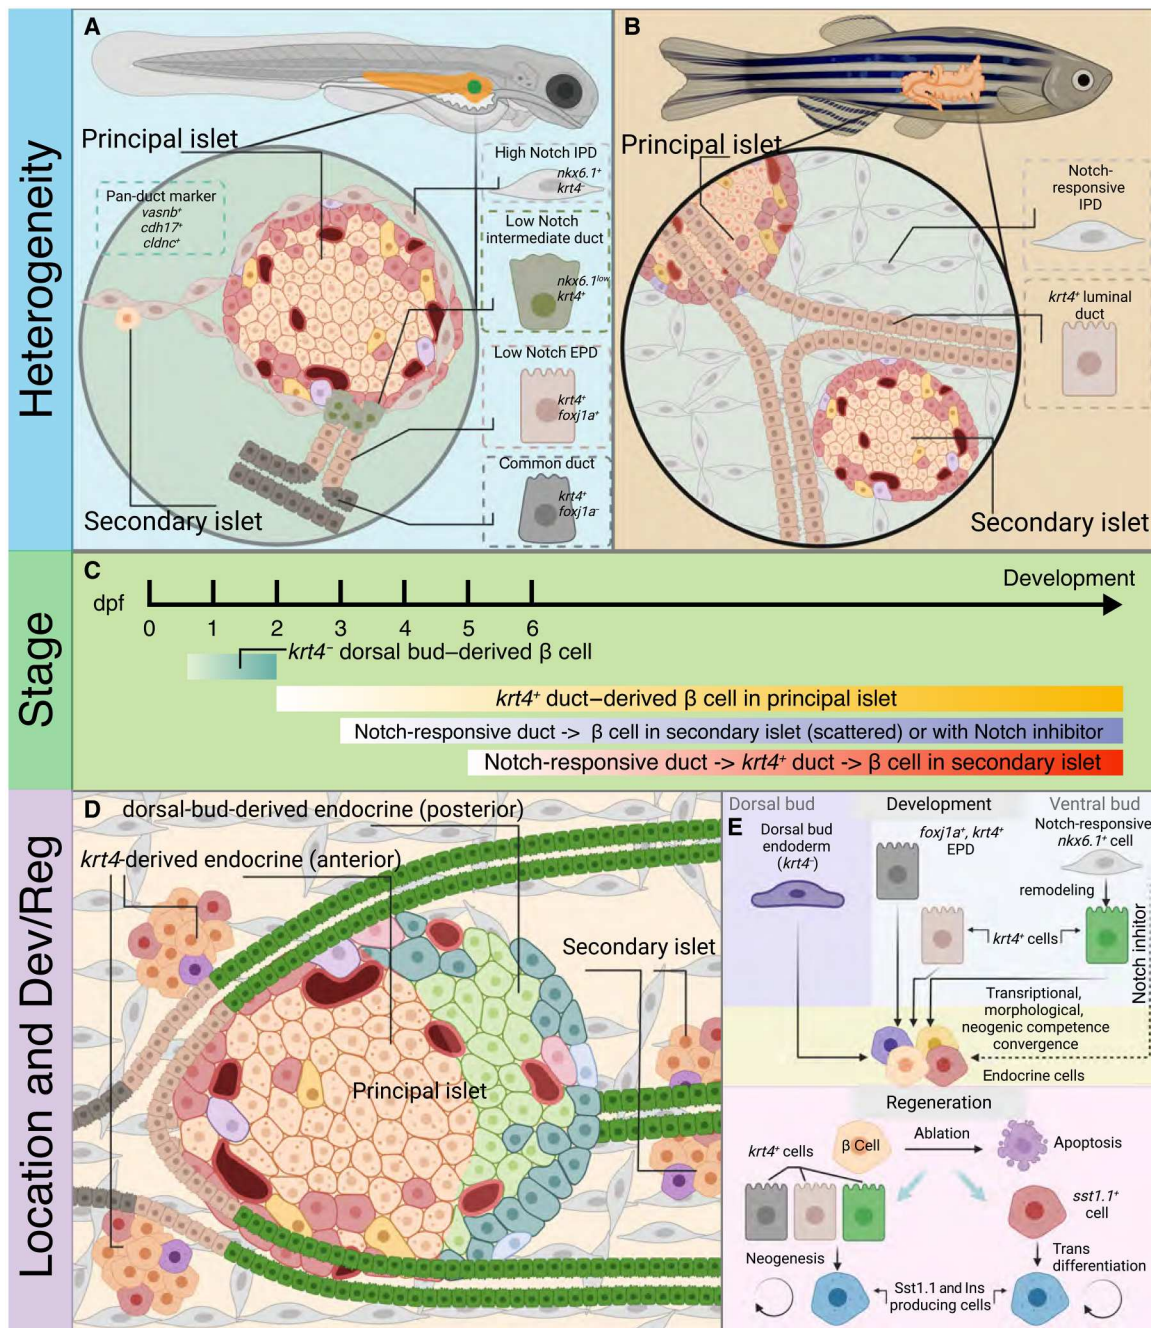 Heterogeneity
A
Principal islet
Pan-duct marker
vasnb⁺
cdh17⁺
cldnc⁺
Secondary islet
High Notch IPD
nkx6.1⁺
krt4⁻
Low Notch
intermediate duct
nkx6.1low
krt4⁺
Low Notch EPD
krt4⁺
foxj1a⁺
Common duct
krt4⁺
foxj1a⁻
B
Principal islet
Notch-
responsive
IPD
krt4⁺ luminal
duct
Secondary islet
Stage
C
Development
dpf
0 1 2 3 4 5 6
krt4⁻ dorsal bud–derived β cell
krt4⁺ duct–derived β cell in principal islet
Notch-responsive duct -> β cell in secondary islet (scattered) or with Notch inhibitor
Notch-responsive duct -> krt4⁺ duct -> β cell in secondary islet
Location and Dev/Reg
D
dorsal-bud-derived endocrine (posterior)
krt4-derived endocrine (anterior)
Secondary islet
Principal islet
E
Dorsal bud
Development
Ventral bud
Dorsal bud
endoderm
(krt4⁻)
foxj1a⁺, krt4⁺
EPD
Notch-responsive
nkx6.1⁺ cell
remodeling
krt4⁺ cells
Notch inhitor
Transriptional,
morphological,
neogenic competence
convergence
Endocrine cells
Regeneration
krt4⁺ cells
β Cell
Ablation
Apoptosis
sst1.1⁺
cell
Neogenesis
Trans
differentiation
Sst1.1 and Ins
producing cells